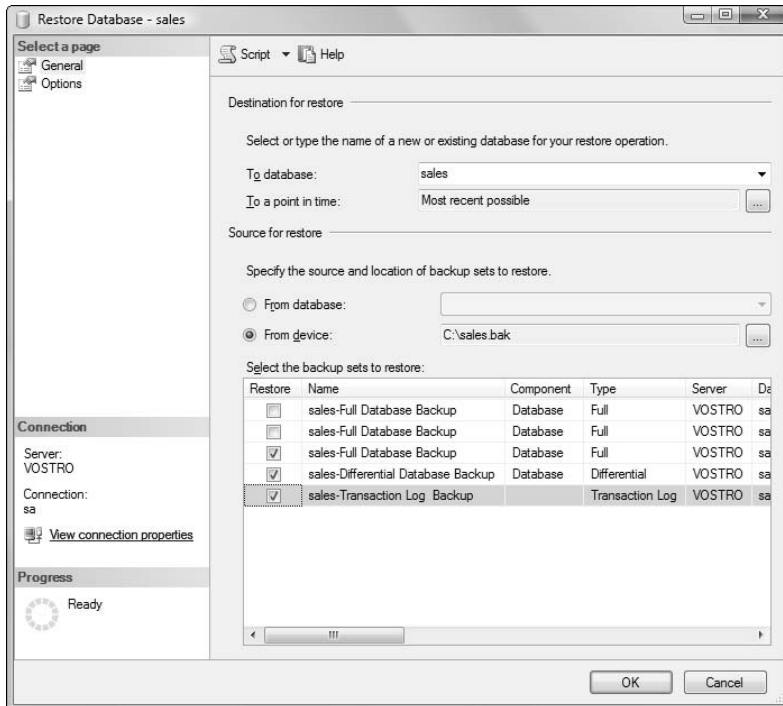 Restore Database - sales
Select a page
General
Options
Script Help
Destination for restore
Select or type the name of a new or existing database for your restore operation.
To database: sales
To a point in time: Most recent possible ...
Source for restore
Specify the source and location of backup sets to restore.
From database:
From device: C:\sales.bak ...
Select the backup sets to restore:
Restore Name Component Type Server Da
sales-Full Database Backup Database Full VOSTRO sa
sales-Full Database Backup Database Full VOSTRO sa
sales-Full Database Backup Database Full VOSTRO sa
sales-Differential Database Backup Database Differential VOSTRO sa
sales-Transaction Log Backup Transaction Log VOSTRO sa
Connection
Server:
VOSTRO
Connection:
sa
View connection properties
Progress
Ready
OK Cancel